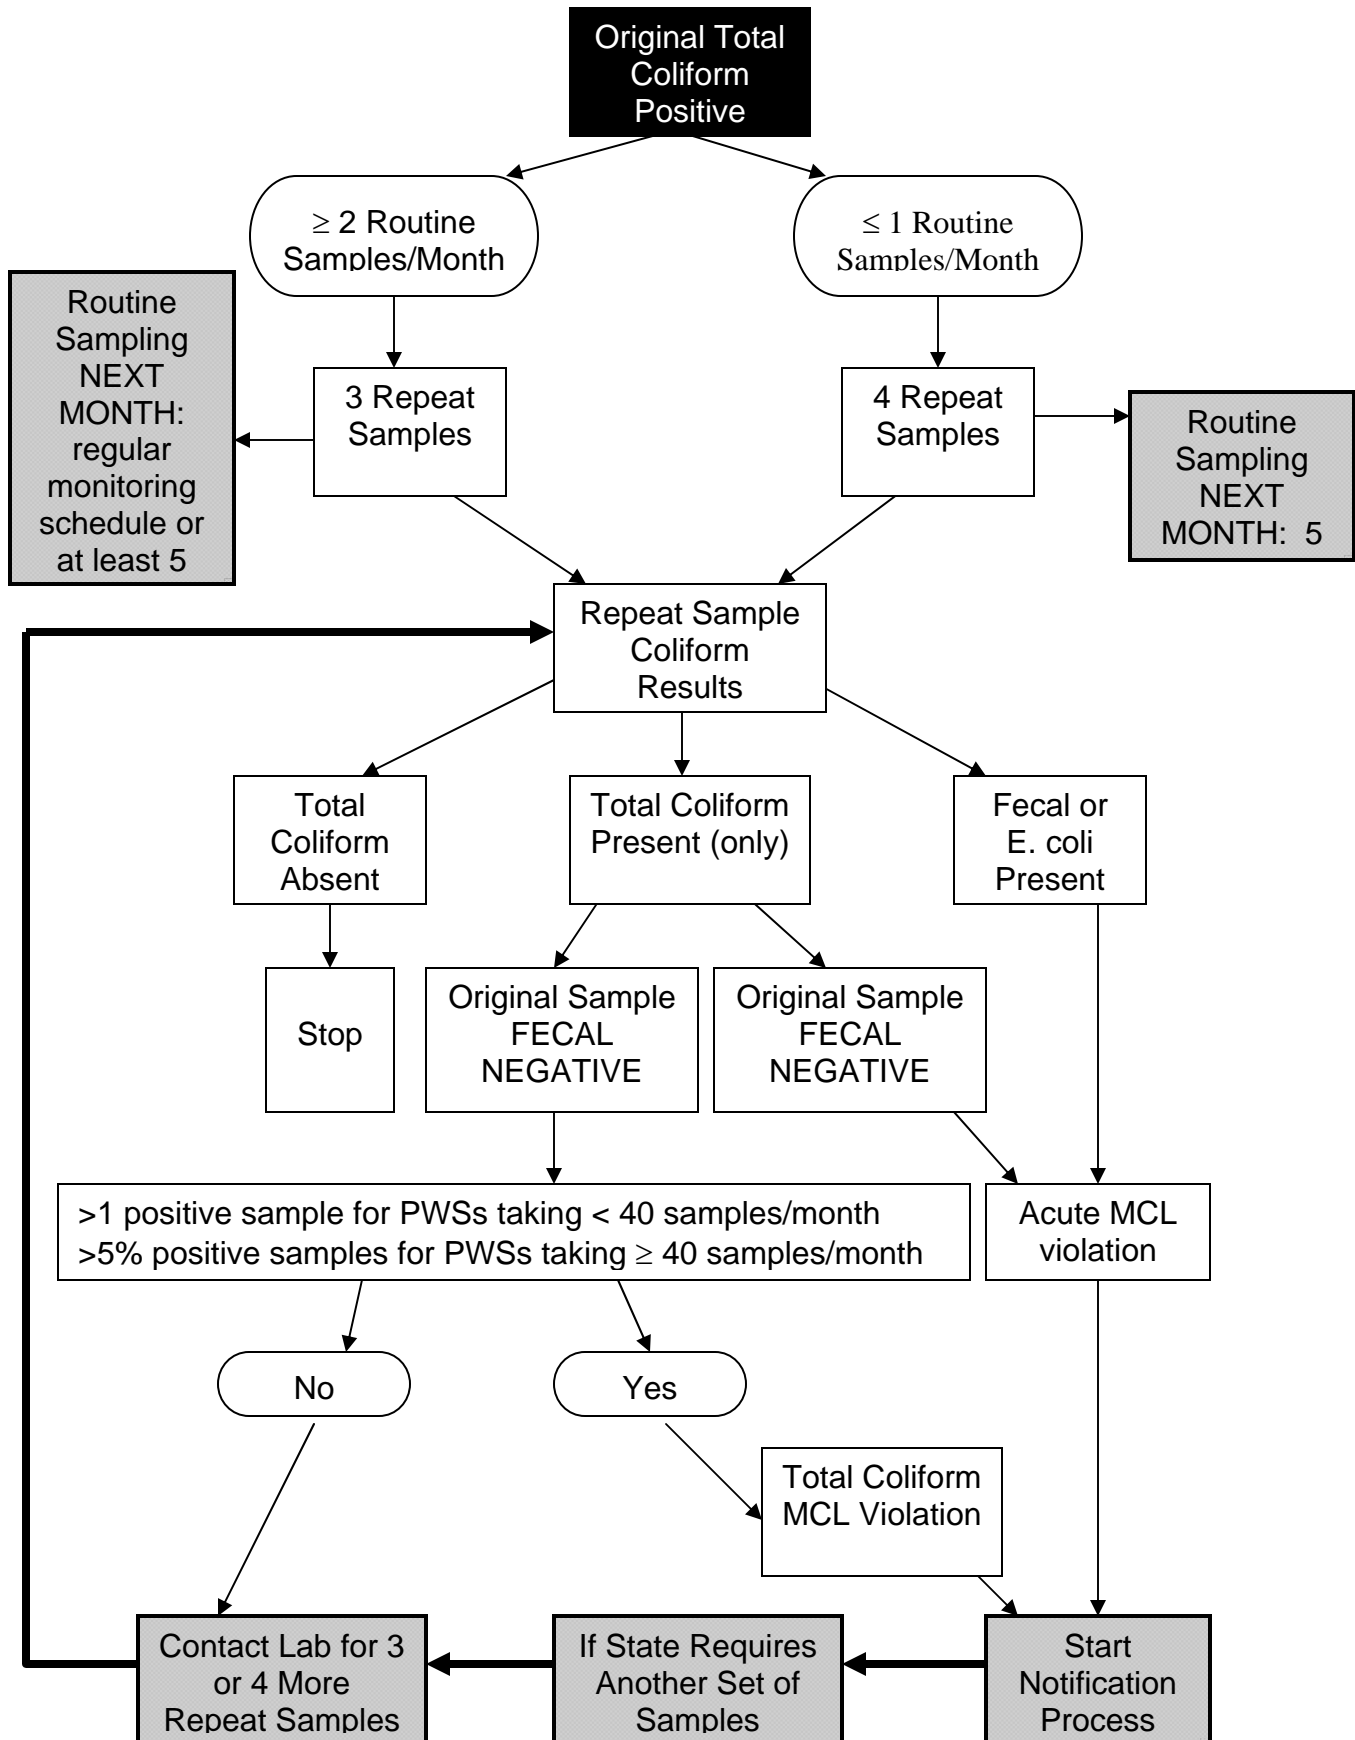 Original Total
Coliform
Positive
≥ 2 Routine
Samples/Month
≤ 1 Routine
Samples/Month
Routine
Sampling
NEXT
MONTH:
regular
monitoring
schedule or
at least 5
3 Repeat
Samples
4 Repeat
Samples
Routine
Sampling
NEXT
MONTH: 5
Repeat Sample
Coliform
Results
Total
Coliform
Absent
Total Coliform
Present (only)
Fecal or
E. coli
Present
Stop
Original Sample
FECAL
NEGATIVE
Original Sample
FECAL
NEGATIVE
>1 positive sample for PWSs taking < 40 samples/month
>5% positive samples for PWSs taking ≥ 40 samples/month
Acute MCL
violation
No
Yes
Total Coliform
MCL Violation
Contact Lab for 3
or 4 More
Repeat Samples
If State Requires
Another Set of
Samples
Start
Notification
Process